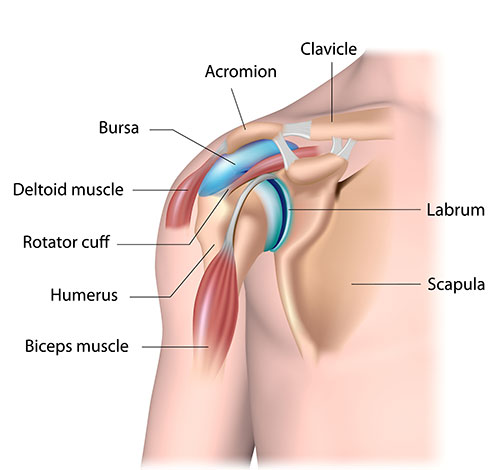 Clavicle
Acromion
Bursa
Deltoid muscle
Labrum
Rotator cuff
Scapula
Humerus
Biceps muscle